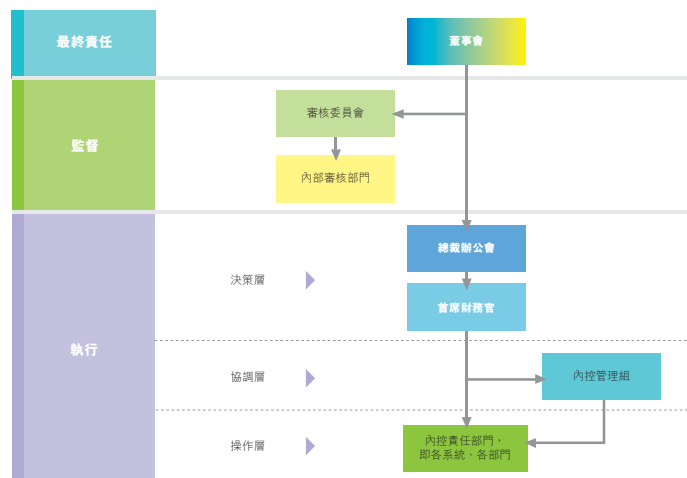 最終責任
董事會
監督
審核委員會
內部審核部門
執行
決策層
總裁辦公會
首席財務官
協調層
內控管理組
操作層
內控責任部門，
即各系統、各部門